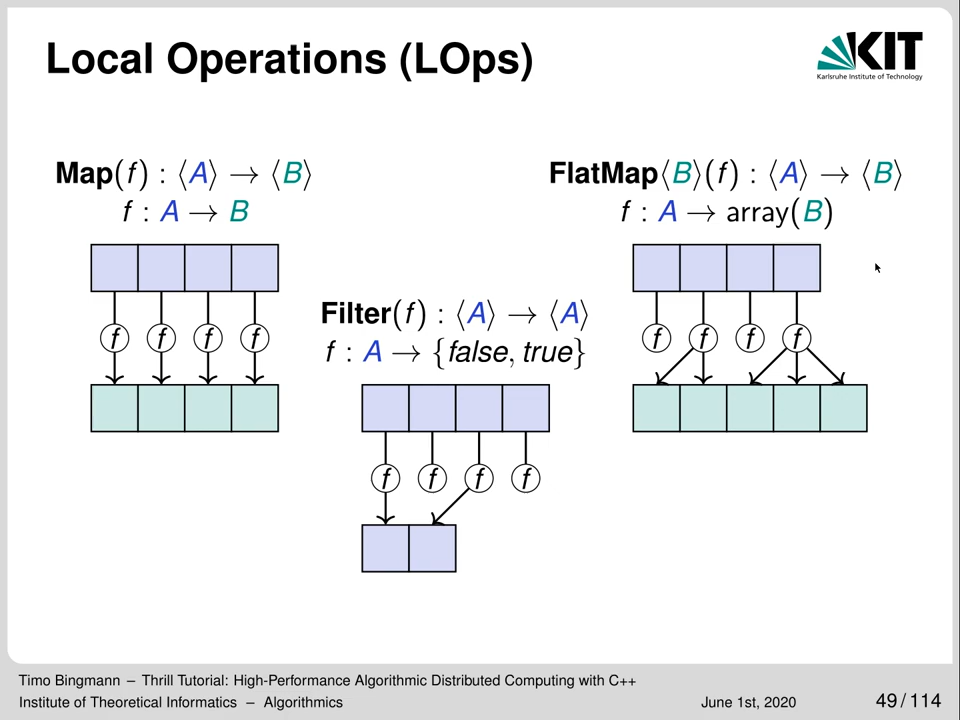 Local Operations (LOps)
KIT
Karlsruhe Institute of Technology
Map(f) : ⟨A⟩ → ⟨B⟩
f : A → B
FlatMap⟨B⟩(f) : ⟨A⟩ → ⟨B⟩
f : A → array(B)
f f f f
Filter(f) : ⟨A⟩ → ⟨A⟩
f : A → {false, true}
f f f f
f f f f
Timo Bingmann – Thrill Tutorial: High-Performance Algorithmic Distributed Computing with C++
Institute of Theoretical Informatics – Algorithmics
June 1st, 2020
49 / 114